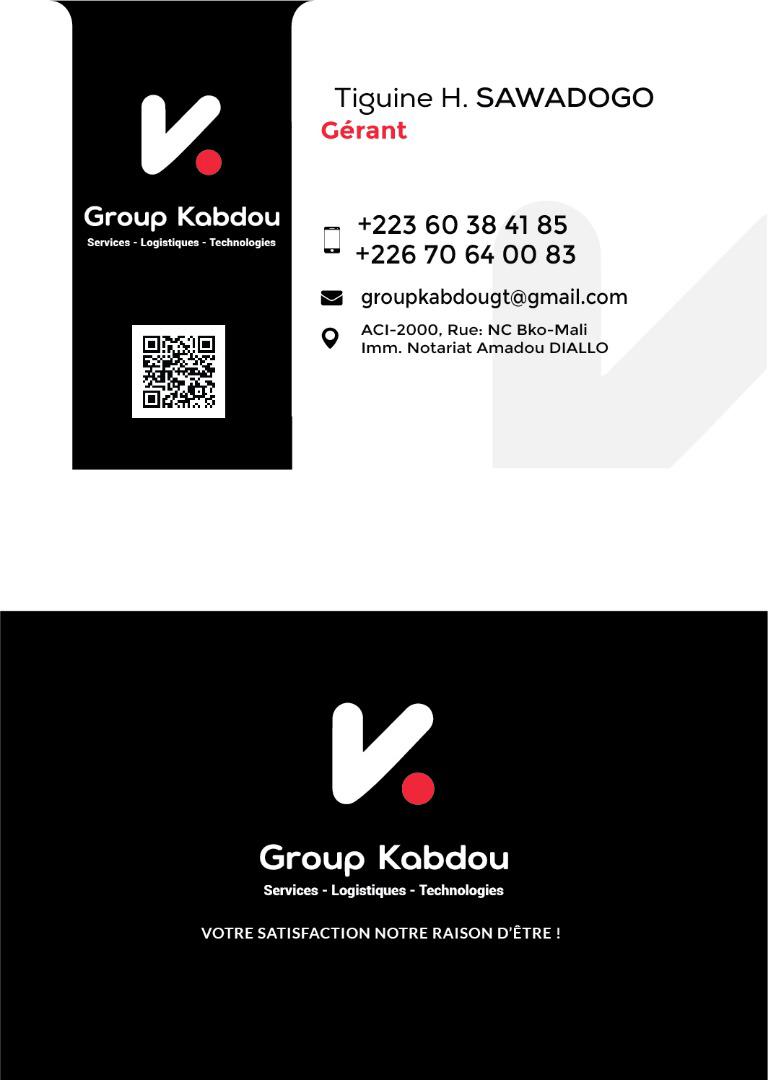 Group Kabdou
Services - Logistiques - Technologies
Tiguine H. SAWADOGO
Gérant
+223 60 38 41 85
+226 70 64 00 83
groupkabdougt@gmail.com
ACI-2000, Rue: NC Bko-Mali
Imm. Notariat Amadou DIALLO
Group Kabdou
Services - Logistiques - Technologies
VOTRE SATISFACTION NOTRE RAISON D'ÊTRE !